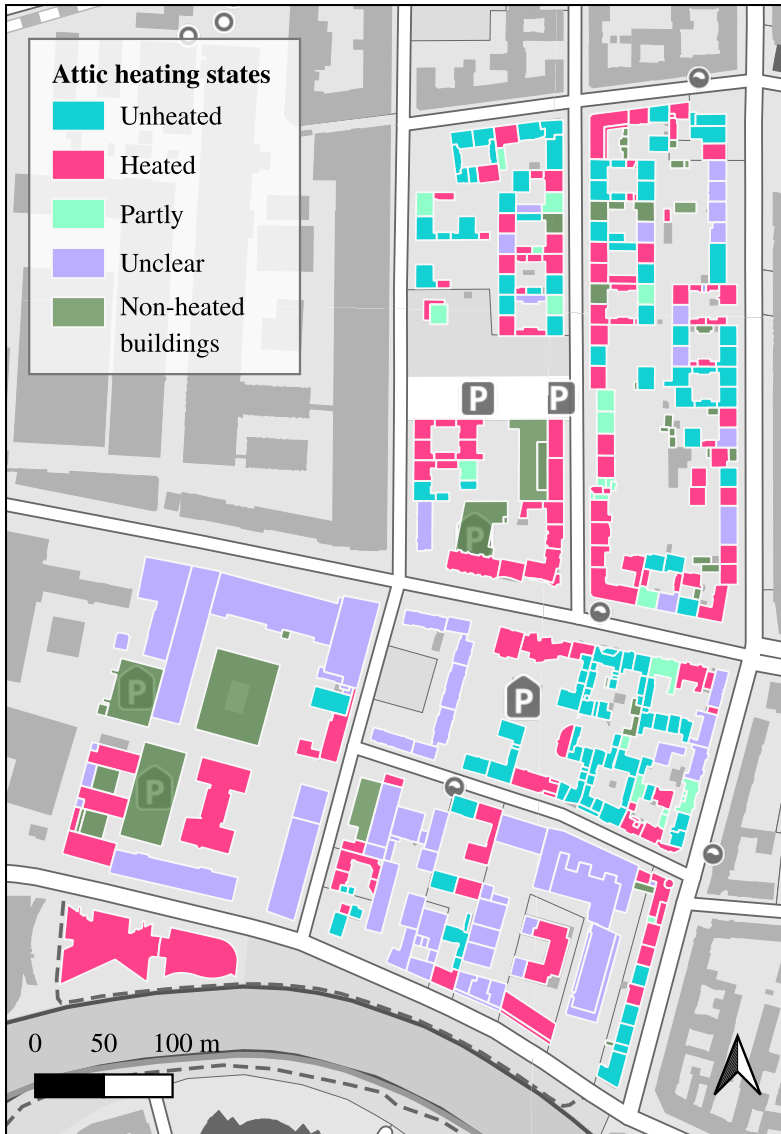 Attic heating states
Unheated
Heated
Partly
Unclear
Non-heated
buildings
P
P
P
P
P
P
0 50 100 m